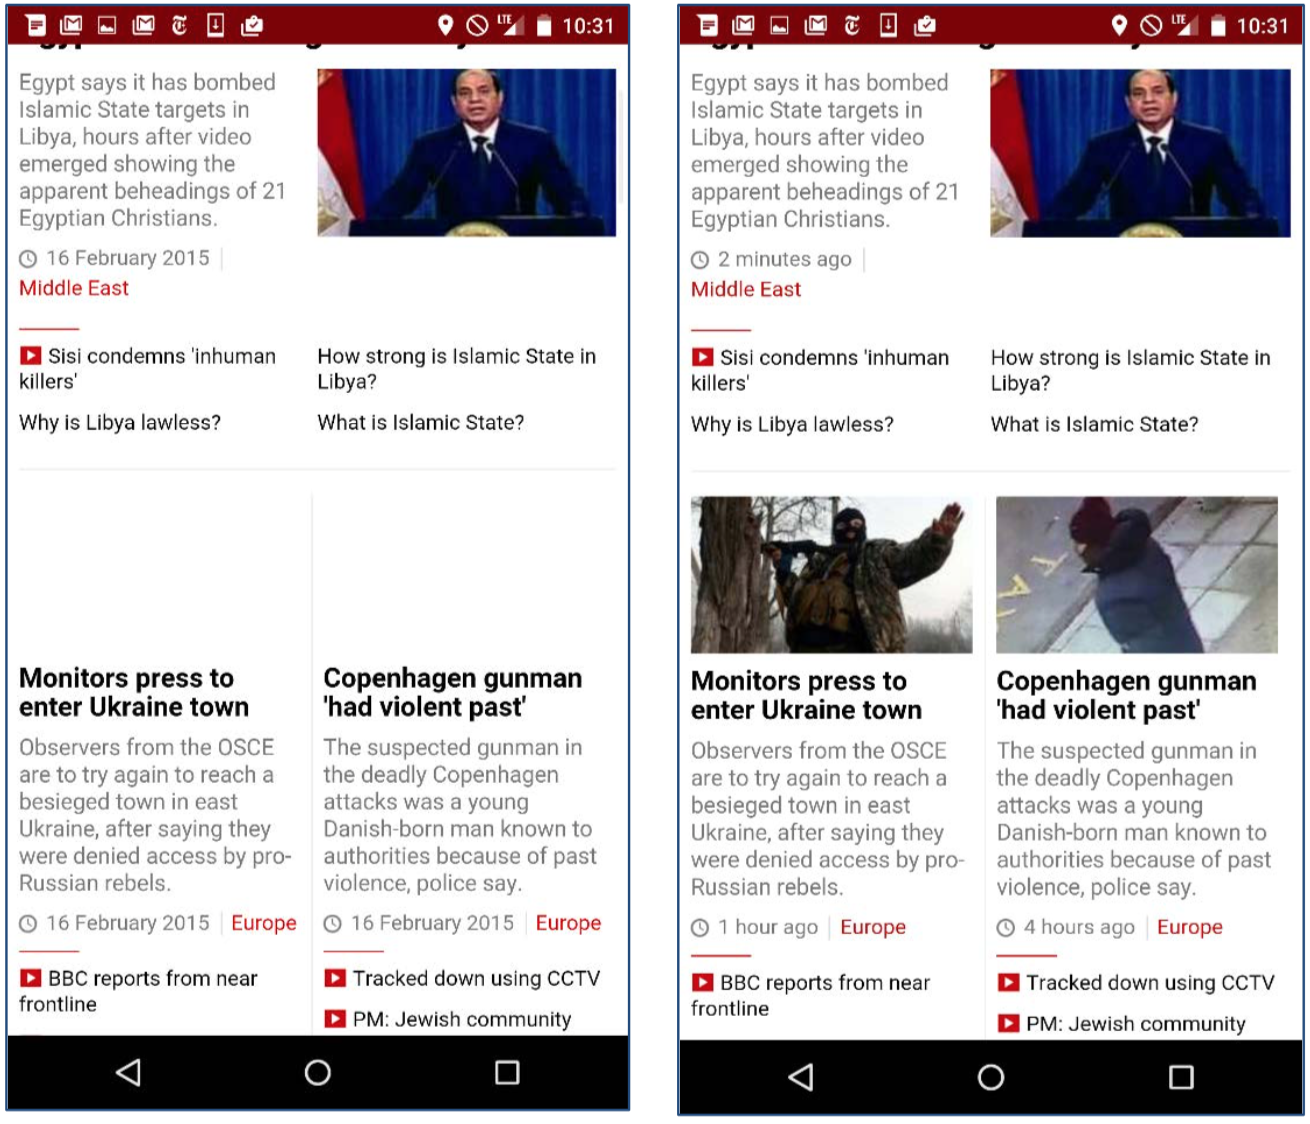 LTE 10:31
Egypt says it has bombed
Islamic State targets in
Libya, hours after video
emerged showing the
apparent beheadings of 21
Egyptian Christians.
16 February 2015
Middle East
Sisi condemns 'inhuman
killers'
How strong is Islamic State in
Libya?
Why is Libya lawless?
What is Islamic State?
Monitors press to
enter Ukraine town
Observers from the OSCE
are to try again to reach a
besieged town in east
Ukraine, after saying they
were denied access by pro-
Russian rebels.
16 February 2015 Europe
BBC reports from near
frontline
Copenhagen gunman
'had violent past'
The suspected gunman in
the deadly Copenhagen
attacks was a young
Danish-born man known to
authorities because of past
violence, police say.
16 February 2015 Europe
Tracked down using CCTV
PM: Jewish community
LTE 10:31
Egypt says it has bombed
Islamic State targets in
Libya, hours after video
emerged showing the
apparent beheadings of 21
Egyptian Christians.
2 minutes ago
Middle East
Sisi condemns 'inhuman
killers'
How strong is Islamic State in
Libya?
Why is Libya lawless?
What is Islamic State?
Monitors press to
enter Ukraine town
Observers from the OSCE
are to try again to reach a
besieged town in east
Ukraine, after saying they
were denied access by pro-
Russian rebels.
1 hour ago Europe
BBC reports from near
frontline
Copenhagen gunman
'had violent past'
The suspected gunman in
the deadly Copenhagen
attacks was a young
Danish-born man known to
authorities because of past
violence, police say.
4 hours ago Europe
Tracked down using CCTV
PM: Jewish community